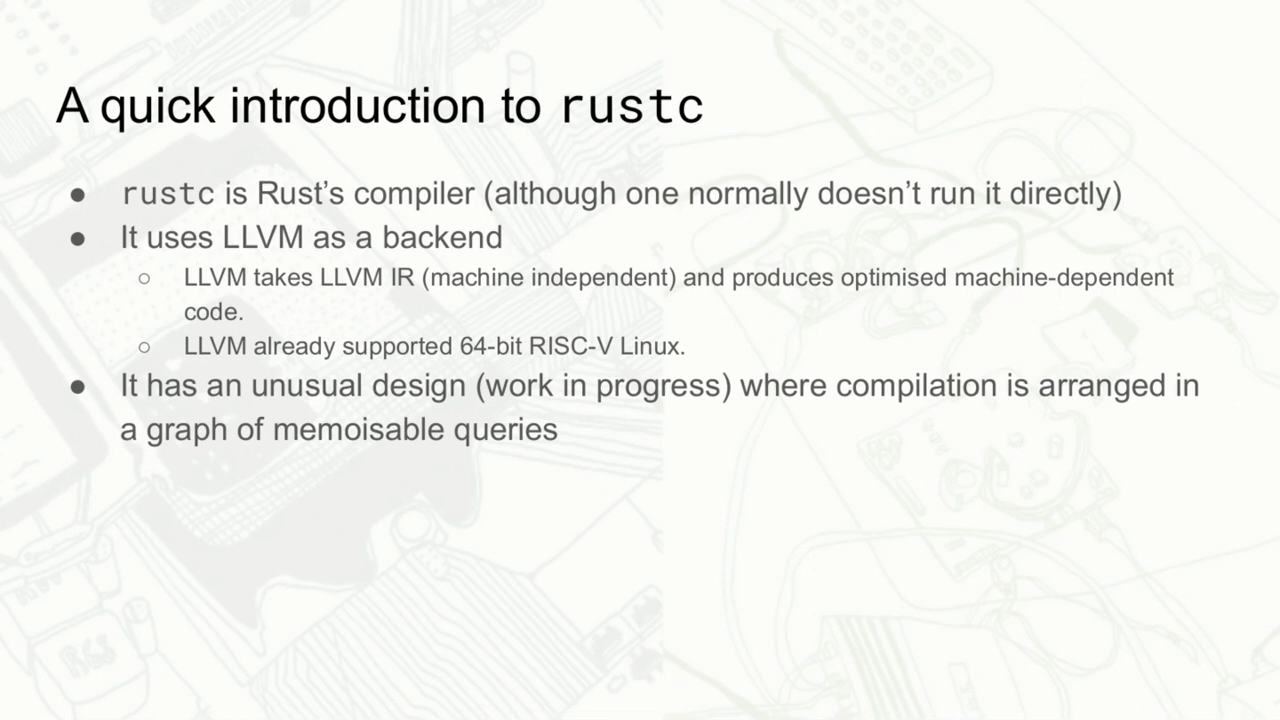 A quick introduction to rustc
● rustc is Rust’s compiler (although one normally doesn’t run it directly)
● It uses LLVM as a backend
○ LLVM takes LLVM IR (machine independent) and produces optimised machine-dependent
code.
○ LLVM already supported 64-bit RISC-V Linux.
● It has an unusual design (work in progress) where compilation is arranged in
a graph of memoisable queries